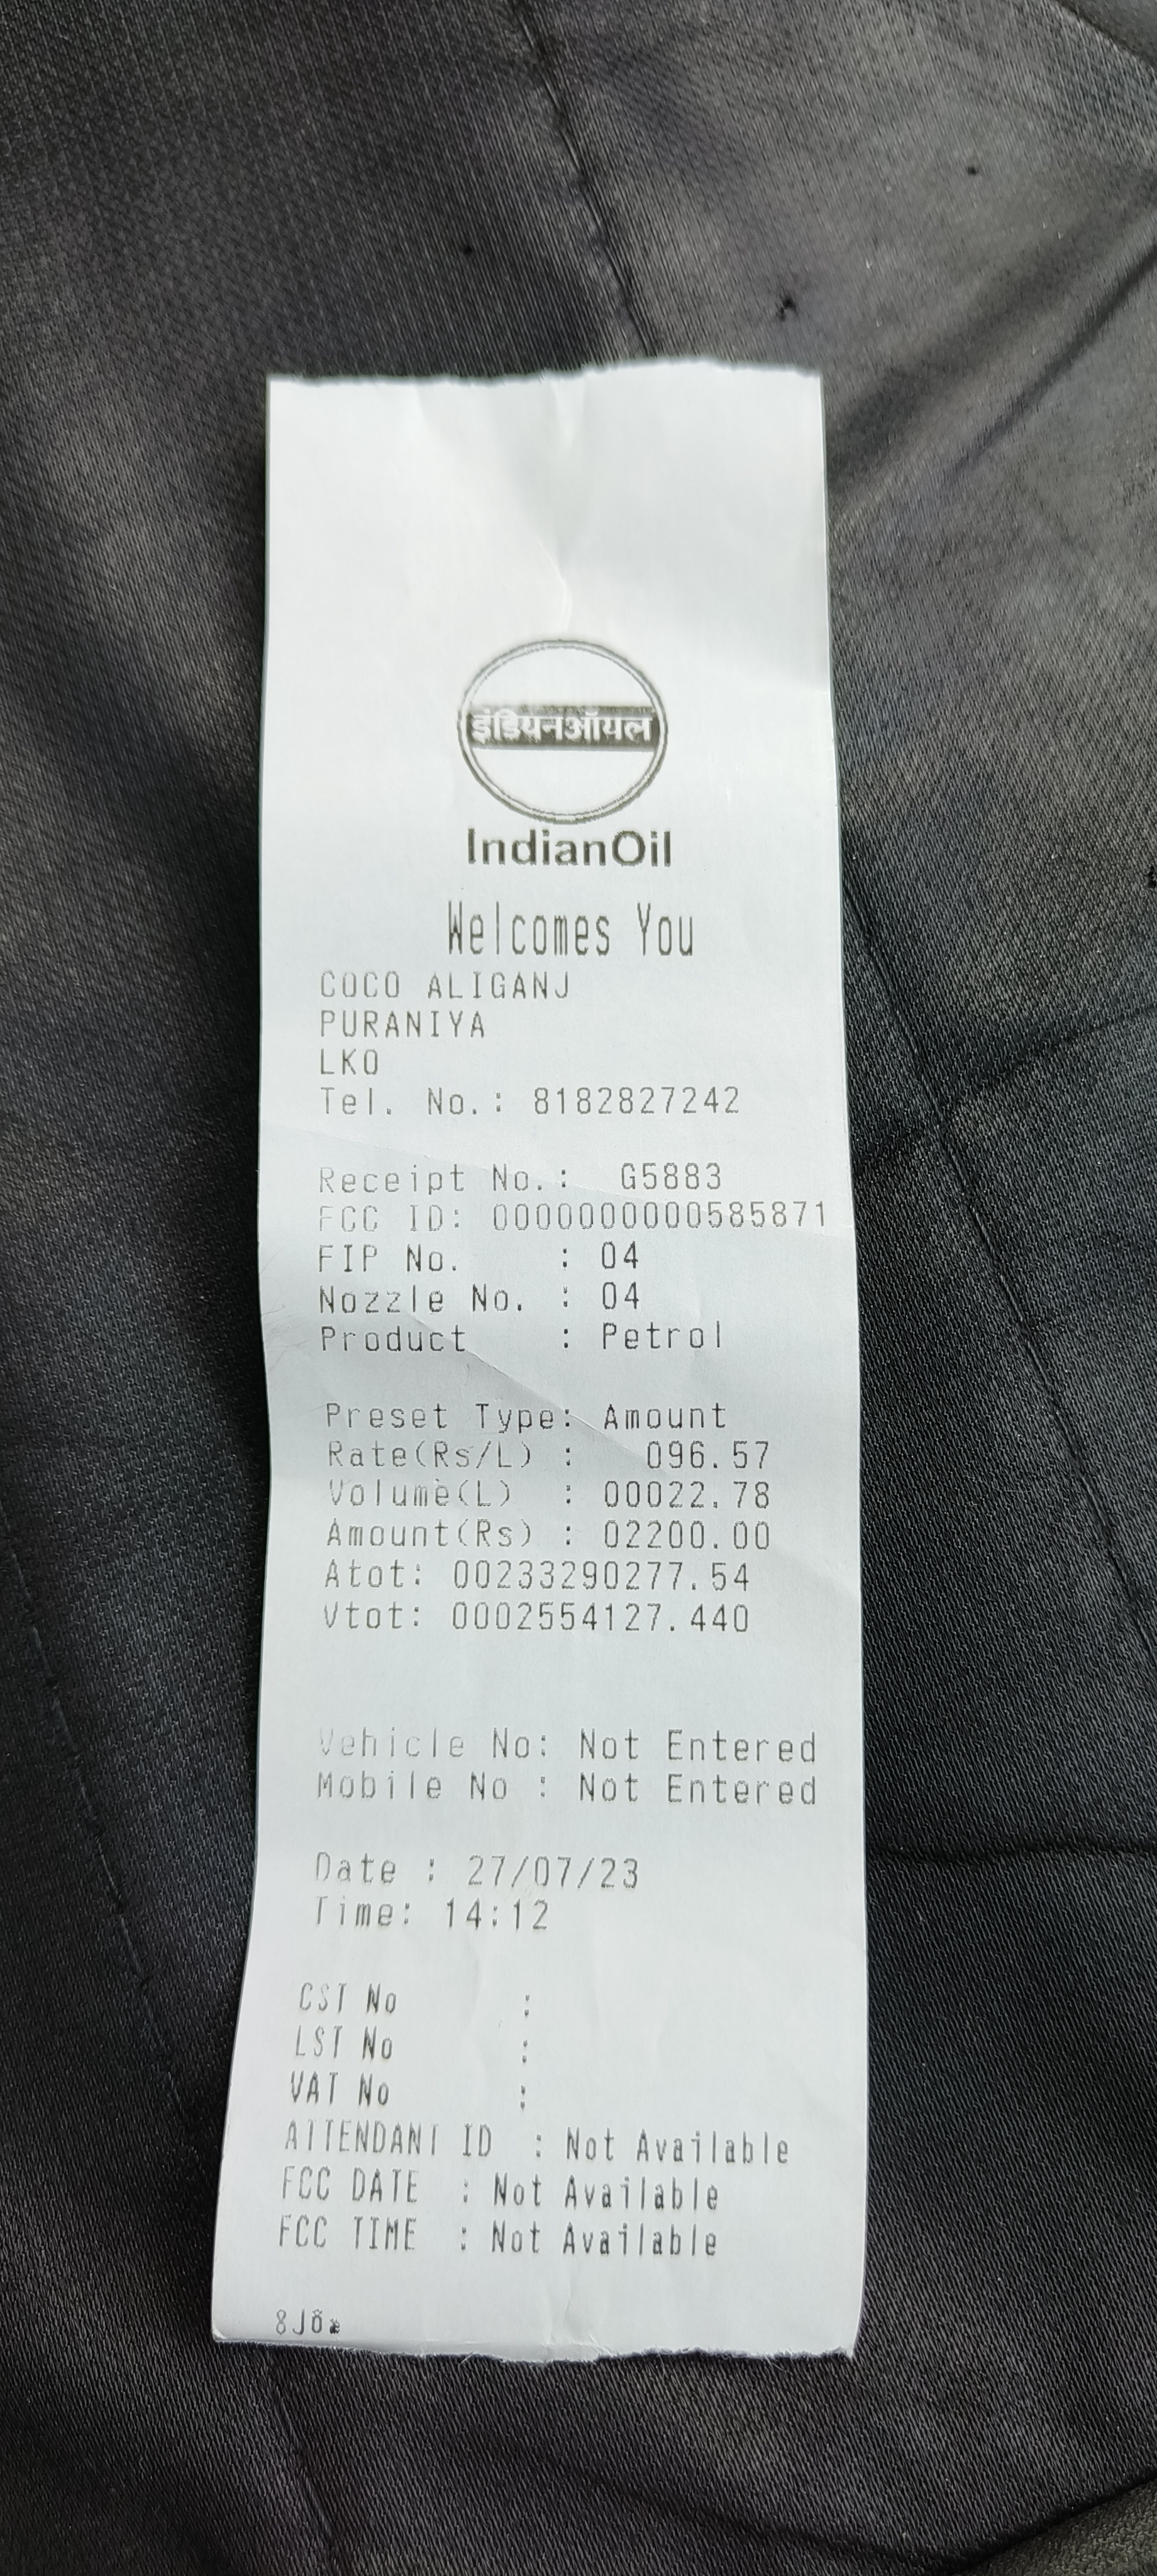 इंडियनऑयल
IndianOil
Welcomes You
COCO ALIGANJ
PURANIYA
LKO
Tel. No.: 8182827242
Receipt No.: G5883
FCC ID: 0000000000585871
FIP No. : 04
Nozzle No. : 04
Product : Petrol
Preset Type: Amount
Rate(Rs/L) : 096.57
Volume(L) : 00022.78
Amount(Rs) : 02200.00
Atot: 00233290277.54
Vtot: 0002554127.440
Vehicle No: Not Entered
Mobile No : Not Entered
Date : 27/07/23
Time: 14:12
CST No :
LST No :
VAT No :
ATTENDANT ID : Not Available
FCC DATE : Not Available
FCC TIME : Not Available